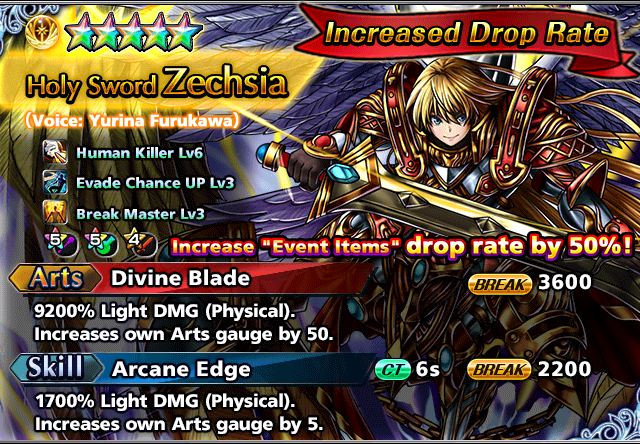 Increased Drop Rate
Holy Sword Zechsia
(Voice: Yurina Furukawa)
Human Killer Lv6
Evade Chance UP Lv3
Break Master Lv3
5 5 4
Increase "Event Items" drop rate by 50%!
Arts Divine Blade BREAK 3600
9200% Light DMG (Physical).
Increases own Arts gauge by 50.
Skill Arcane Edge CT 6s BREAK 2200
1700% Light DMG (Physical).
Increases own Arts gauge by 5.